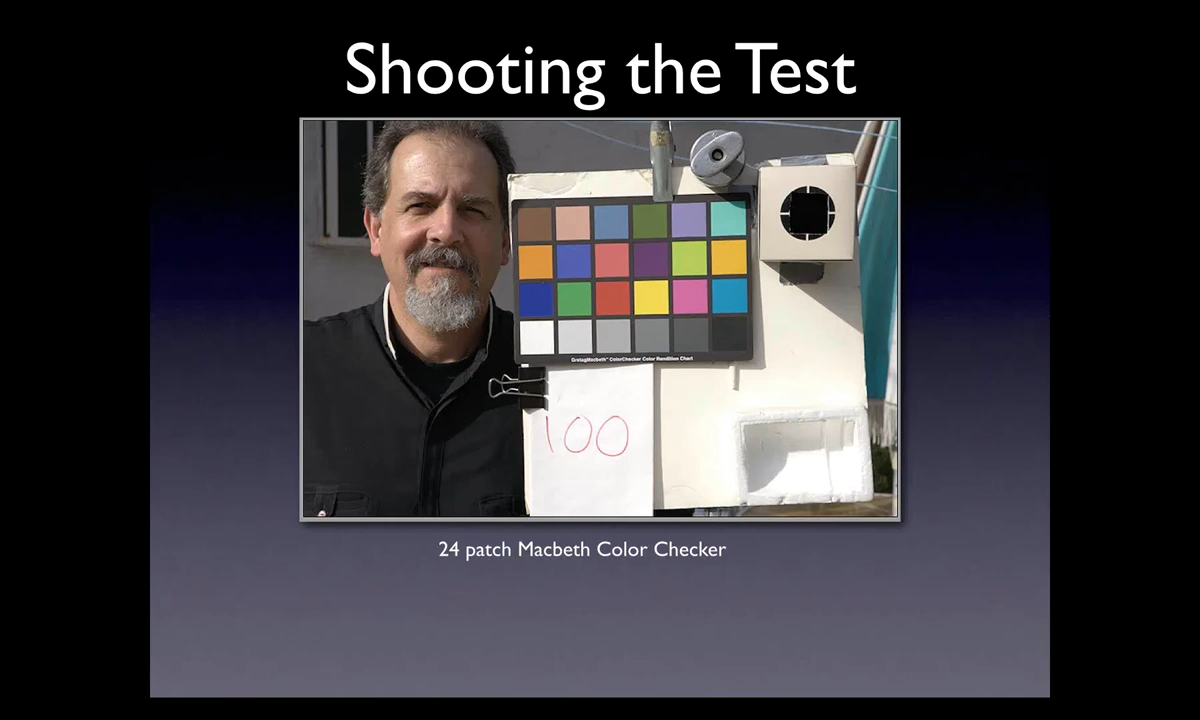 Shooting the Test
GretagMacbeth™ ColorChecker Color Rendition Chart
100
24 patch Macbeth Color Checker